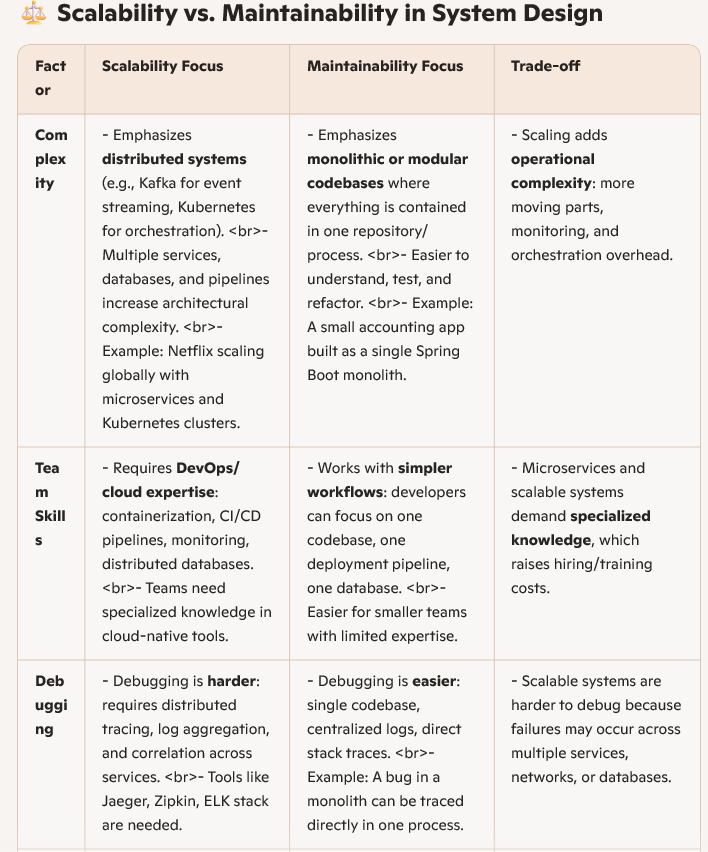 ⚖️ Scalability vs. Maintainability in System Design
Fact
or
Scalability Focus
Maintainability Focus
Trade-off
Com
plex
ity
- Emphasizes
distributed systems
(e.g., Kafka for event
streaming, Kubernetes
for orchestration). <br>-
Multiple services,
databases, and pipelines
increase architectural
complexity. <br>-
Example: Netflix scaling
globally with
microservices and
Kubernetes clusters.
- Emphasizes
monolithic or modular
codebases where
everything is contained
in one repository/
process. <br>- Easier to
understand, test, and
refactor. <br>- Example:
A small accounting app
built as a single Spring
Boot monolith.
- Scaling adds
operational
complexity: more
moving parts,
monitoring, and
orchestration overhead.
Tea
m
Skill
s
- Requires DevOps/
cloud expertise:
containerization, CI/CD
pipelines, monitoring,
distributed databases.
<br>- Teams need
specialized knowledge in
cloud-native tools.
- Works with simpler
workflows: developers
can focus on one
codebase, one
deployment pipeline,
one database. <br>-
Easier for smaller teams
with limited expertise.
- Microservices and
scalable systems
demand specialized
knowledge, which
raises hiring/training
costs.
Deb
uggi
ng
- Debugging is harder:
requires distributed
tracing, log aggregation,
and correlation across
services. <br>- Tools like
Jaeger, Zipkin, ELK stack
are needed.
- Debugging is easier:
single codebase,
centralized logs, direct
stack traces. <br>-
Example: A bug in a
monolith can be traced
directly in one process.
- Scalable systems are
harder to debug because
failures may occur across
multiple services,
networks, or databases.